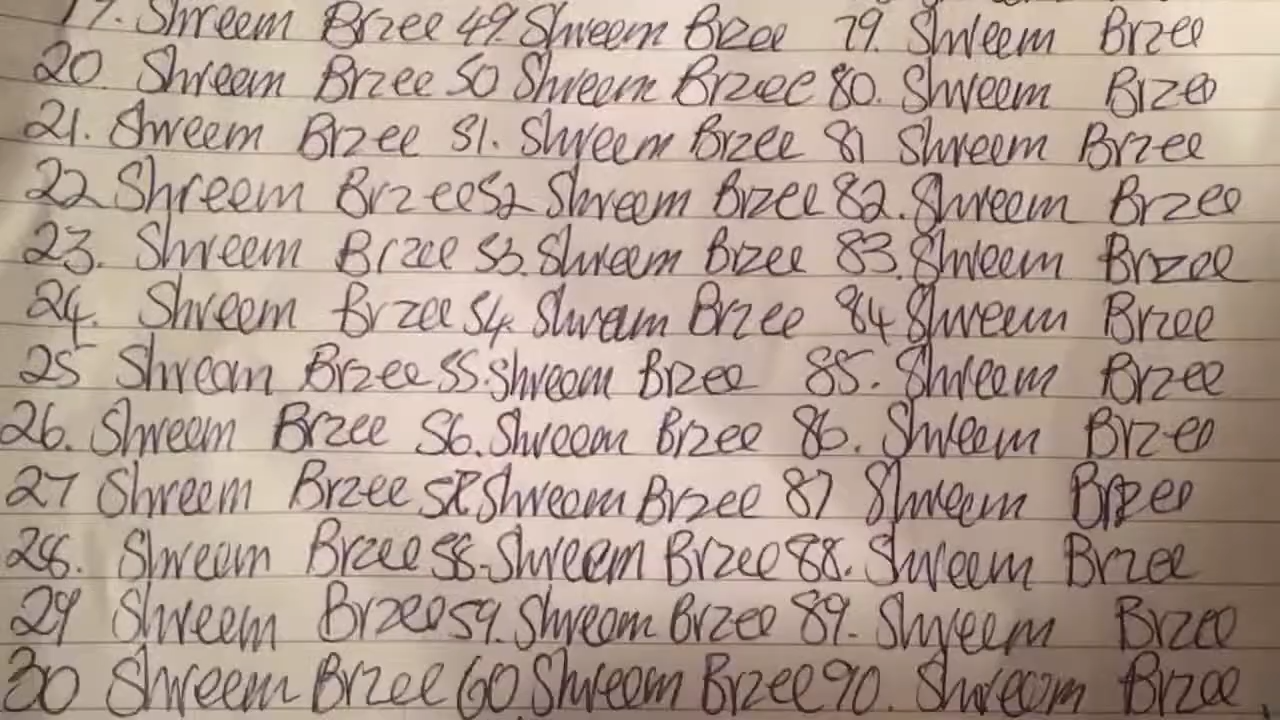 19. Shreem Brzee 49. Shreem Brzee 79. Shreem Brzee
20. Shreem Brzee 50 Shreem Brzee 80. Shreem Brzee
21. Shreem Brzee 51. Shreem Brzee 81 Shreem Brzee
22 Shreem Brzee 52 Shreem Brzee 82. Shreem Brzee
23. Shreem Brzee 53. Shreem Brzee 83. Shreem Brzee
24. Shreem Brzee 54. Shreem Brzee 84 Shreem Brzee
25 Shreem Brzee 55. Shreem Brzee 85. Shreem Brzee
26. Shreem Brzee 56. Shreem Brzee 86. Shreem Brzee
27 Shreem Brzee 57 Shreem Brzee 87 Shreem Brzee
28. Shreem Brzee 58. Shreem Brzee 88. Shreem Brzee
29 Shreem Brzee 59. Shreem Brzee 89. Shreem Brzee
30 Shreem Brzee 60 Shreem Brzee 90. Shreem Brzee.